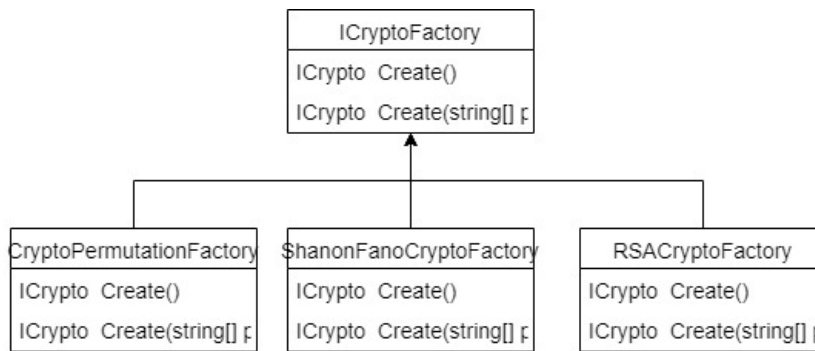 ICryptoFactory
ICrypto Create()
ICrypto Create(string[] p
CryptoPermutationFactory
ShanonFanoCryptoFactory
RSACryptoFactory
ICrypto Create()
ICrypto Create()
ICrypto Create()
ICrypto Create(string[] p
ICrypto Create(string[] p
ICrypto Create(string[] p